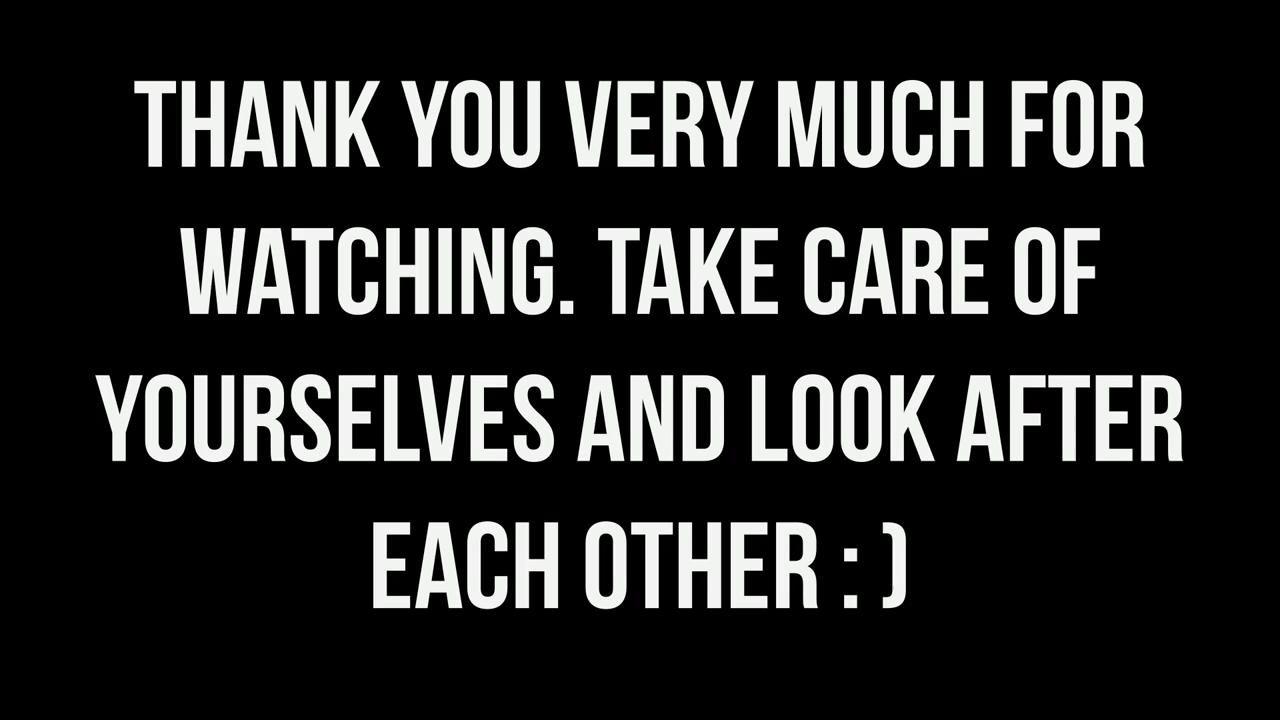 THANK YOU VERY MUCH FOR
WATCHING. TAKE CARE OF
YOURSELVES AND LOOK AFTER
EACH OTHER : )